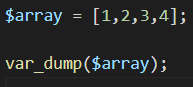 $array = [1,2,3,4];
var_dump($array);